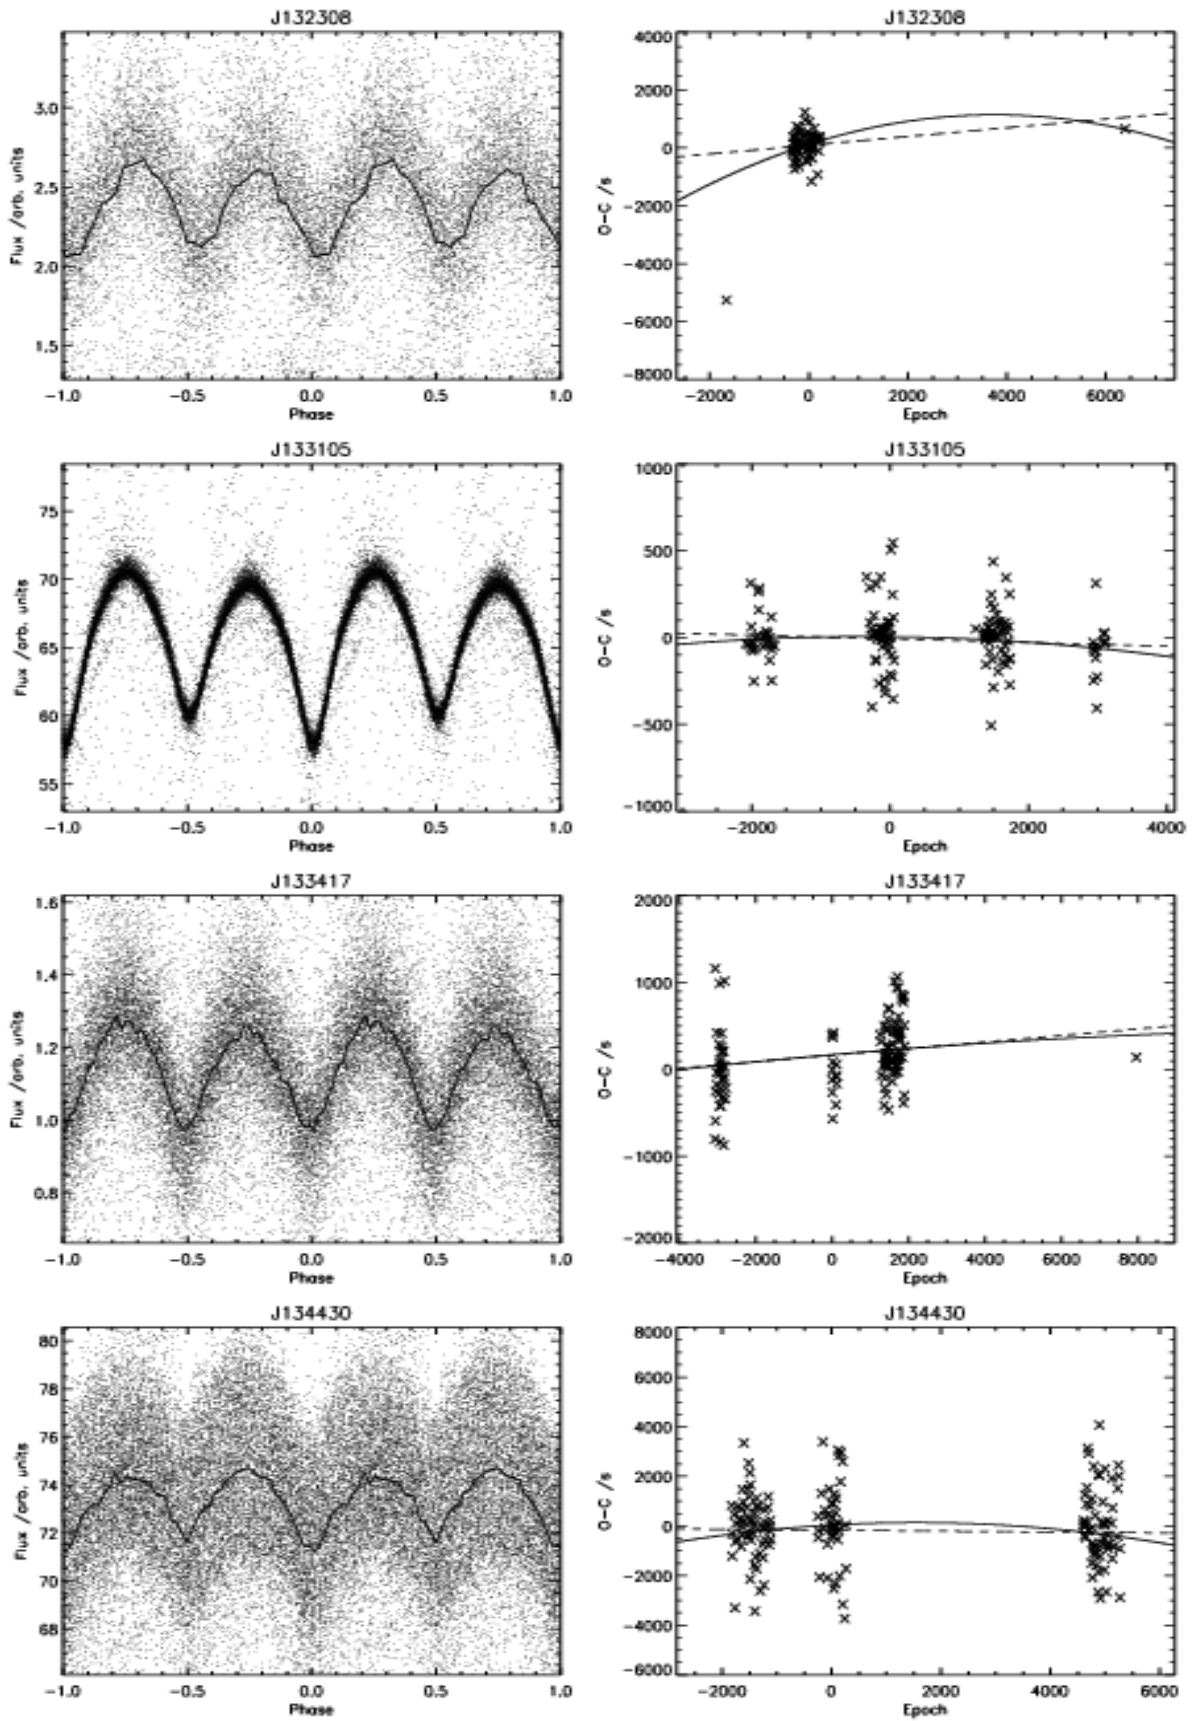 J132308
Flux /arb. units
3.0
2.5
2.0
1.5
-1.0 -0.5 0.0 0.5 1.0
Phase
J132308
O-C /s
4000
2000
0
-2000
-4000
-6000
-8000
-2000 0 2000 4000 6000
Epoch
J133105
Flux /arb. units
75
70
65
60
55
-1.0 -0.5 0.0 0.5 1.0
Phase
J133105
O-C /s
1000
500
0
-500
-1000
-2000 0 2000 4000
Epoch
J133417
Flux /arb. units
1.6
1.4
1.2
1.0
0.8
-1.0 -0.5 0.0 0.5 1.0
Phase
J133417
O-C /s
2000
1000
0
-1000
-2000
-4000 -2000 0 2000 4000 6000 8000
Epoch
J134430
Flux /arb. units
80
78
76
74
72
70
68
-1.0 -0.5 0.0 0.5 1.0
Phase
J134430
O-C /s
8000
6000
4000
2000
0
-2000
-4000
-6000
-2000 0 2000 4000 6000
Epoch